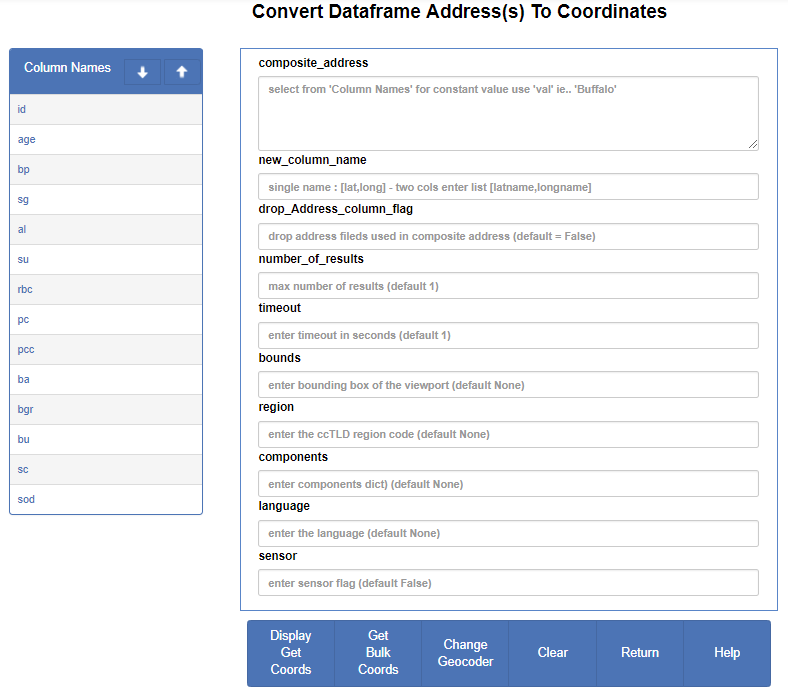 Convert Dataframe Address(s) To Coordinates
Column Names
id
age
bp
sg
al
su
rbc
pc
pcc
ba
bgr
bu
sc
sod
composite_address
select from 'Column Names' for constant value use 'val' ie.. 'Buffalo'
new_column_name
single name : [lat,long] - two cols enter list [latname,longname]
drop_Address_column_flag
drop address fileds used in composite address (default = False)
number_of_results
max number of results (default 1)
timeout
enter timeout in seconds (default 1)
bounds
enter bounding box of the viewport (default None)
region
enter the ccTLD region code (default None)
components
enter components dict) (default None)
language
enter the language (default None)
sensor
enter sensor flag (default False)
Display
Get
Coords
Get
Bulk
Coords
Change
Geocoder
Clear
Return
Help